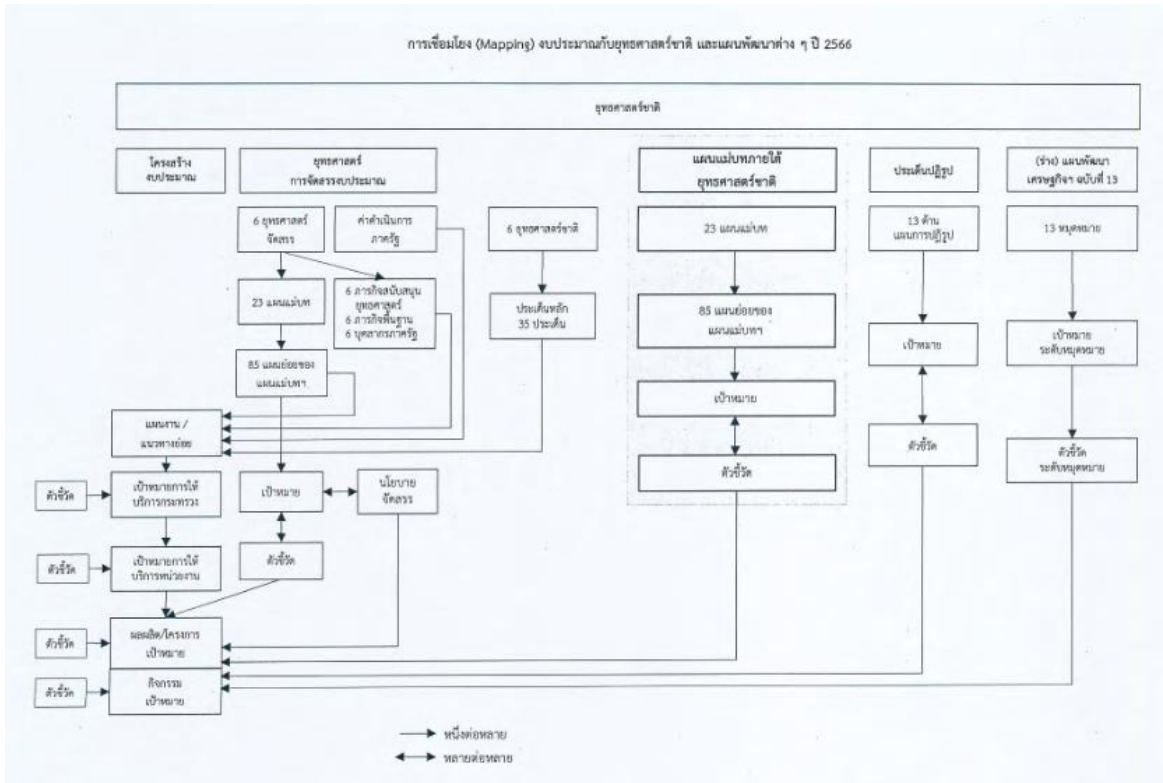 การเชื่อมโยง (Mapping) งบประมาณกับยุทธศาสตร์ชาติ และแผนพัฒนาต่าง ๆ ปี 2566
ยุทธศาสตร์ชาติ
โครงสร้าง
งบประมาณ
ยุทธศาสตร์
การจัดสรรงบประมาณ
แผนแม่บทภายใต้
ยุทธศาสตร์ชาติ
ประเด็นปฏิรูป
(ร่าง) แผนพัฒนา
เศรษฐกิจฯ ฉบับที่ 13
6 ยุทธศาสตร์
จัดสรร
ค่าดำเนินการ
ภาครัฐ
6 ยุทธศาสตร์ชาติ
23 แผนแม่บท
13 ด้าน
แผนการปฏิรูป
13 หมุดหมาย
23 แผนแม่บท
6 ภารกิจสนับสนุน
ยุทธศาสตร์
6 ภารกิจพื้นฐาน
6 บุคลากรภาครัฐ
ประเด็นหลัก
35 ประเด็น
85 แผนย่อยของ
แผนแม่บทฯ
เป้าหมาย
เป้าหมาย
ระดับหมุดหมาย
85 แผนย่อยของ
แผนแม่บทฯ
เป้าหมาย
แผนงาน /
แนวทางย่อย
ตัวชี้วัด
ตัวชี้วัด
ระดับหมุดหมาย
ตัวชี้วัด
ตัวชี้วัด
เป้าหมายการให้
บริการกระทรวง
เป้าหมาย
นโยบาย
จัดสรร
ตัวชี้วัด
เป้าหมายการให้
บริการหน่วยงาน
ตัวชี้วัด
ตัวชี้วัด
ผลผลิต/โครงการ
เป้าหมาย
ตัวชี้วัด
กิจกรรม
เป้าหมาย
หนึ่งต่อหลาย
หลายต่อหลาย